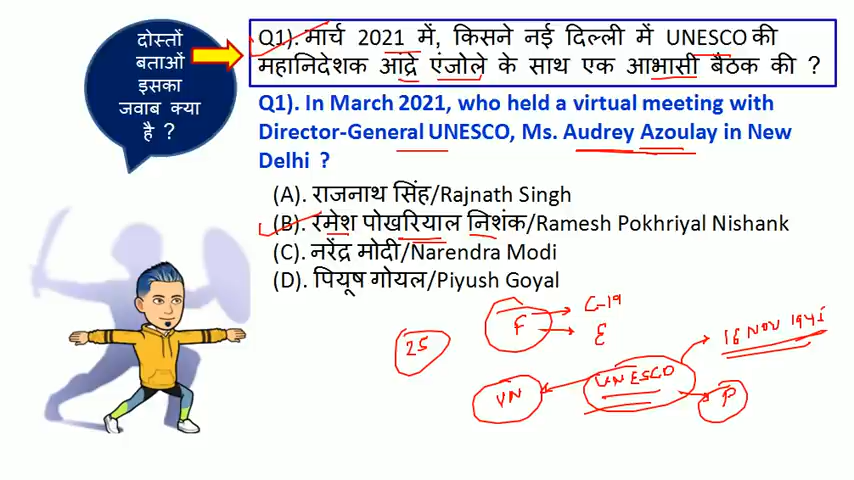 दोस्तों
बताओं
इसका
जवाब क्या
है ?
Q1). मार्च 2021 में, किसने नई दिल्ली में UNESCO की
महानिदेशक आंद्रे एंजोले के साथ एक आभासी बैठक की ?
Q1). In March 2021, who held a virtual meeting with
Director-General UNESCO, Ms. Audrey Azoulay in New
Delhi ?
(A). राजनाथ सिंह/Rajnath Singh
(B). रमेश पोखरियाल निशंक/Ramesh Pokhriyal Nishank
(C). नरेंद्र मोदी/Narendra Modi
(D). पियूष गोयल/Piyush Goyal
C-19
F
E
25
16 NOV 1945
UNESCO
VN
P